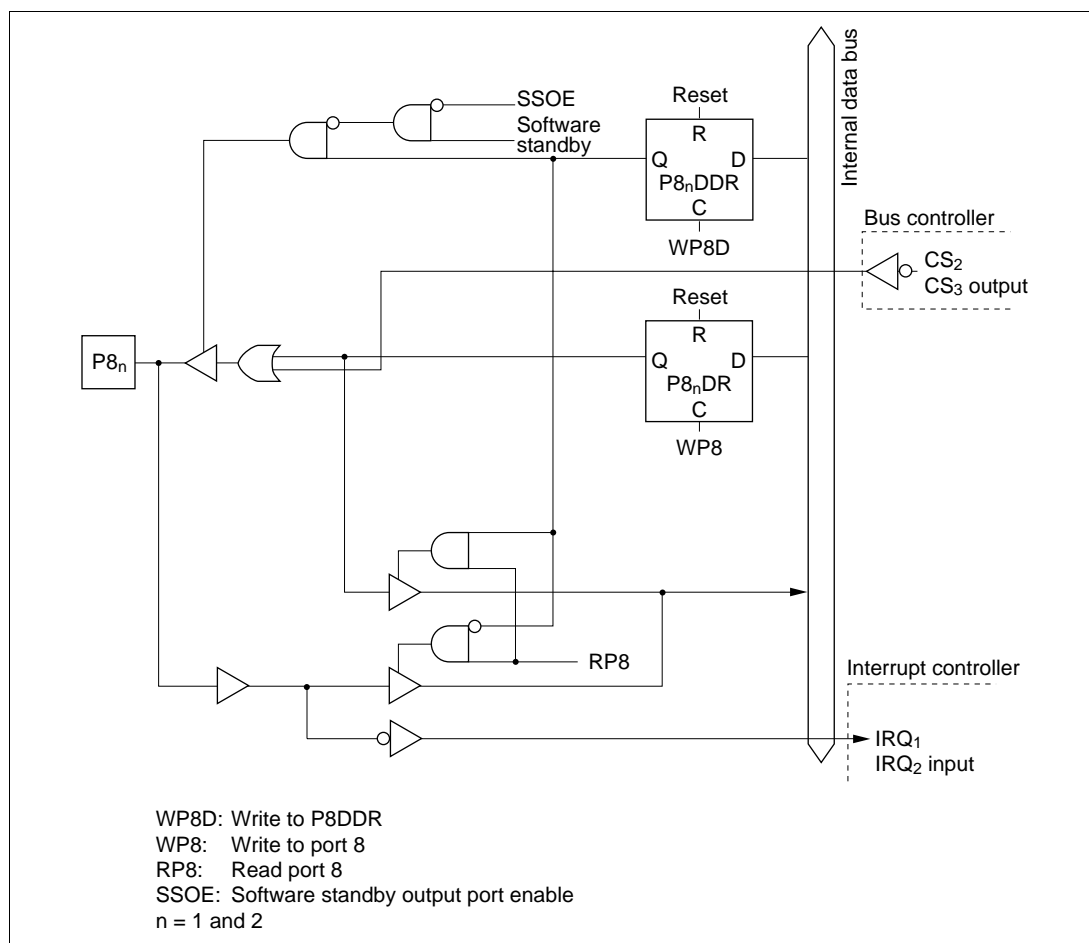 SSOE
Software
standby
Reset
R
Q D
P8nDDR
C
WP8D
Internal data bus
Bus controller
CS2
CS3 output
Reset
R
Q D
P8nDR
C
WP8
P8n
RP8
Interrupt controller
IRQ1
IRQ2 input
WP8D: Write to P8DDR
WP8: Write to port 8
RP8: Read port 8
SSOE: Software standby output port enable
n = 1 and 2